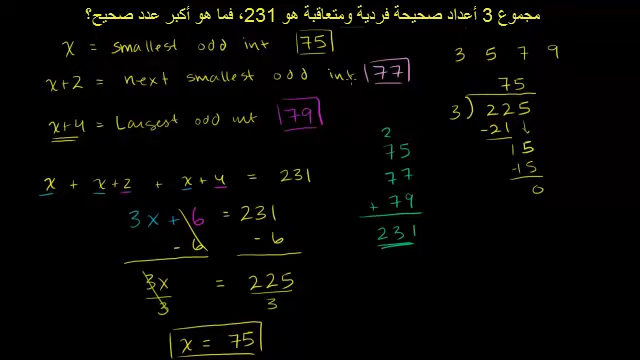 مجموع 3 أعداد صحيحة فردية ومتعاقبة هو 231، فما هو أكبر عدد صحيح؟
x = smallest odd int 75
x+2 = next smallest odd int 77
x+4 = Largest odd int 79
x + x+2 + x+4 = 231
3x + 6 = 231
- 6 - 6
3x = 225
3 3
x = 75
2
75
77
+ 79
231
3 5 7 9
75
3 ) 225
-21
15
-15
0